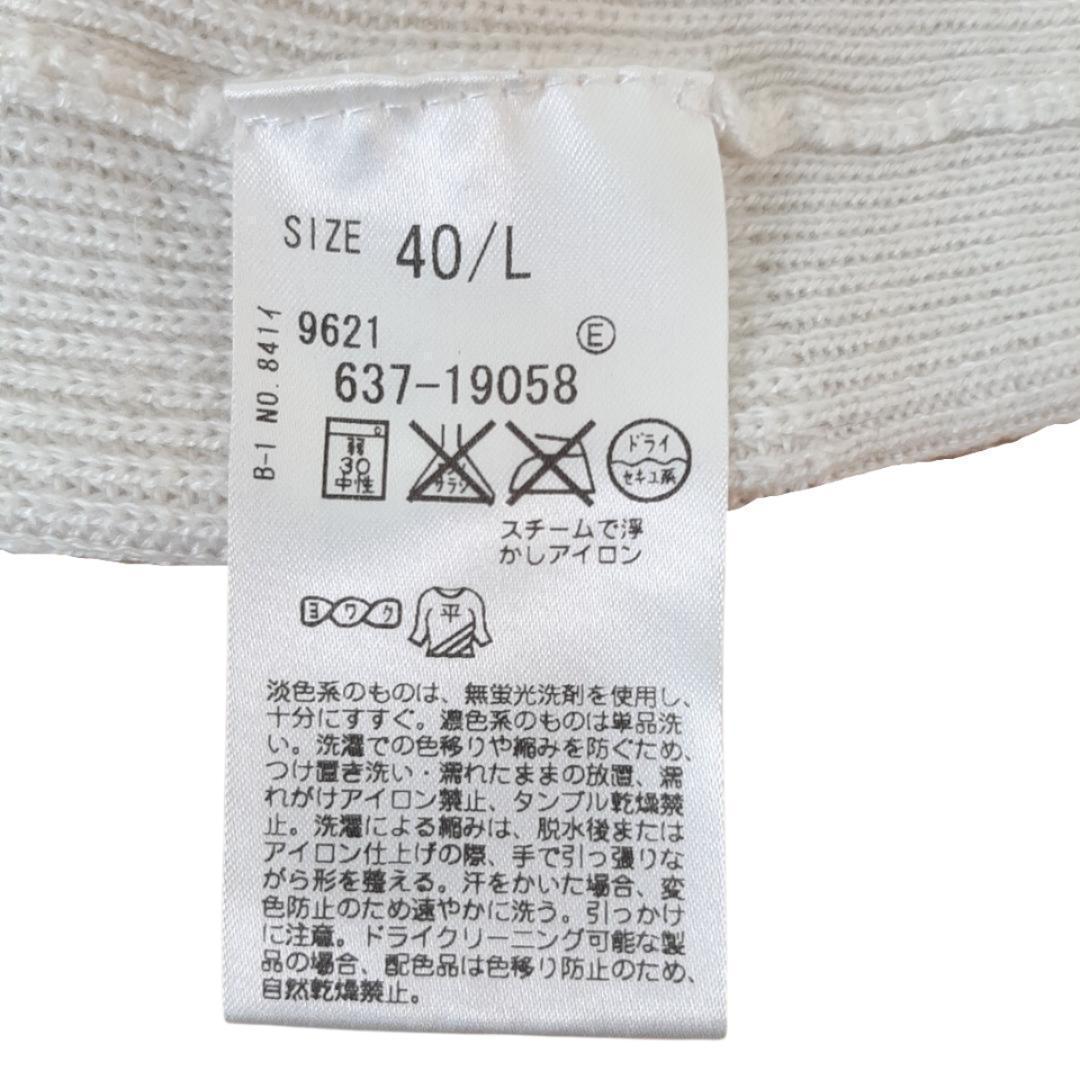 SIZE 40/L
B-1 NO.841イ
9621 Ⓔ
637-19058
弱
30
中性
サラシ
ドライ
セキユ系
スチームで浮
かしアイロン
ヨワク
平
淡色系のものは、無蛍光洗剤を使用し、
十分にすすぐ。濃色系のものは単品洗
い。洗濯での色移りや縮みを防ぐため、
つけ置き洗い・濡れたままの放置、濡
れがけアイロン禁止、タンブル乾燥禁
止。洗濯による縮みは、脱水後または
アイロン仕上げの際、手で引っ張りな
がら形を整える。汗をかいた場合、変
色防止のため速やかに洗う。引っかけ
に注意。ドライクリーニング可能な製
品の場合、配色品は色移り防止のため、
自然乾燥禁止。